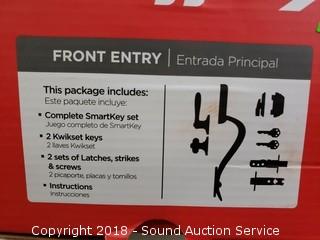 FRONT ENTRY | Entrada Principal
This package includes:
Este paquete incluye:
• Complete SmartKey set
Juego completo de SmartKey
• 2 Kwikset keys
2 llaves Kwikset
• 2 sets of Latches, strikes
& screws
2 picaporte, placas y tornillos
• Instructions
Instrucciones
Copyright 2018 - Sound Auction Service